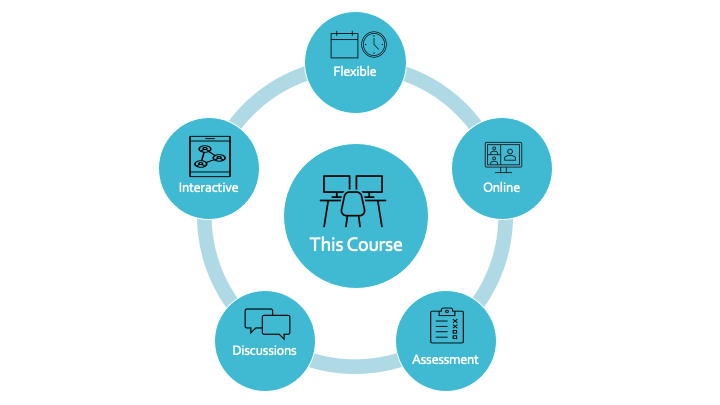 Flexible
Interactive
Online
This Course
Discussions
Assessment